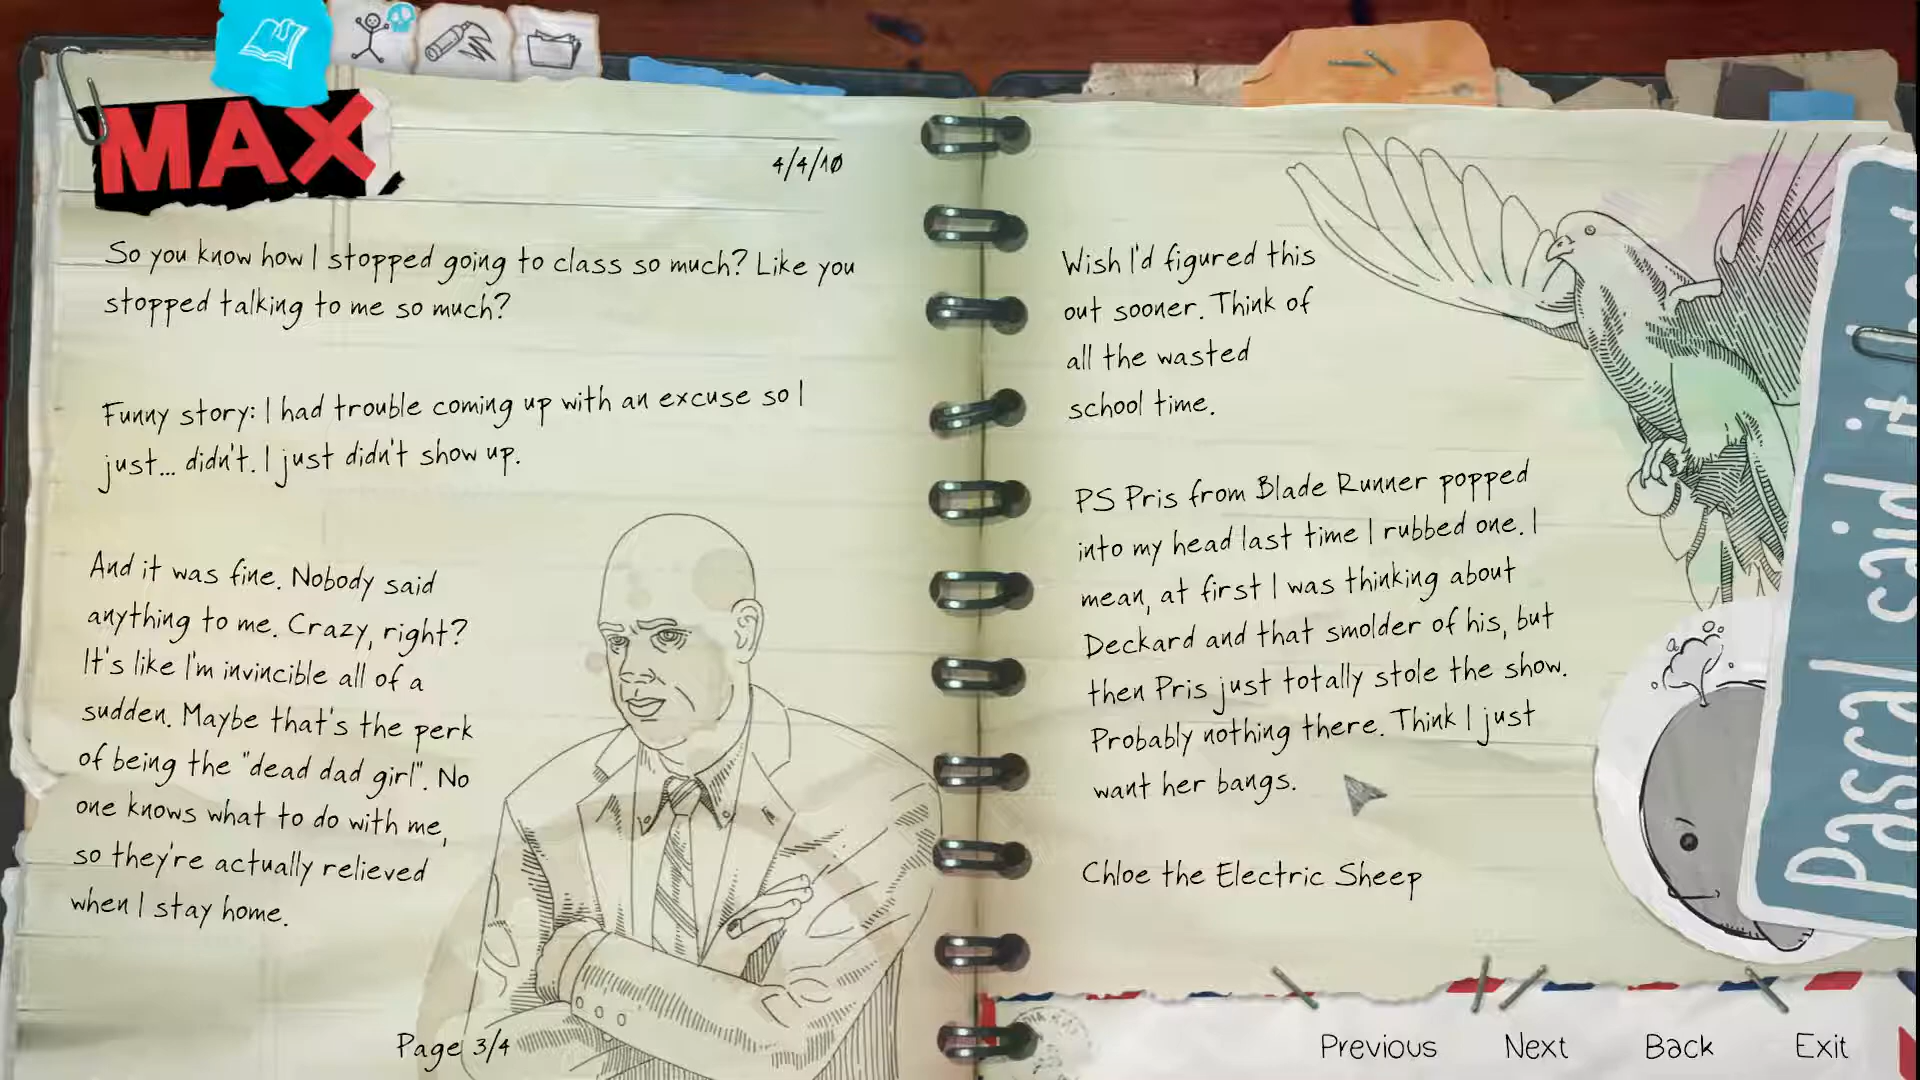 MAX
4/4/10
So you know how I stopped going to class so much? Like you
stopped talking to me so much?
Funny story: I had trouble coming up with an excuse so I
just... didn't. I just didn't show up.
And it was fine. Nobody said
anything to me. Crazy, right?
It's like I'm invincible all of a
sudden. Maybe that's the perk
of being the "dead dad girl". No
one knows what to do with me,
so they're actually relieved
when I stay home.
Page 3/4
Wish I'd figured this
out sooner. Think of
all the wasted
school time.
PS Pris from Blade Runner popped
into my head last time I rubbed one. I
mean, at first I was thinking about
Deckard and that smolder of his, but
then Pris just totally stole the show.
Probably nothing there. Think I just
want her bangs.
Chloe the Electric Sheep
Pascal said it
Previous
Next
Back
Exit